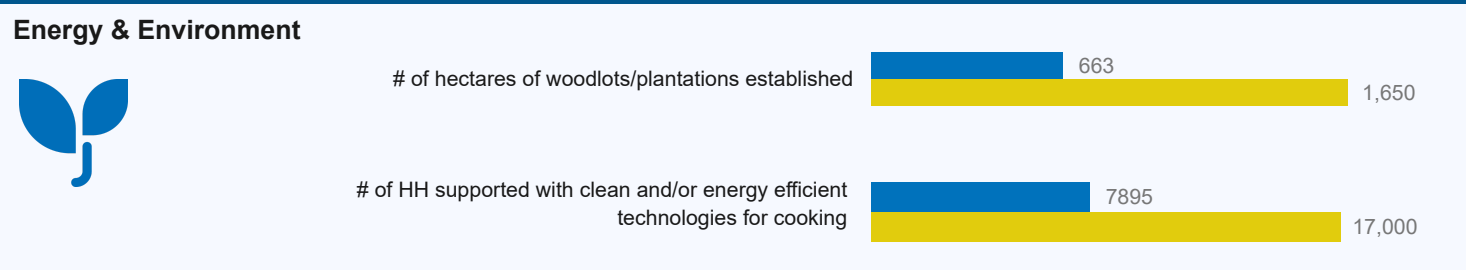 Energy & Environment
# of hectares of woodlots/plantations established
663
1,650
# of HH supported with clean and/or energy efficient
technologies for cooking
7895
17,000